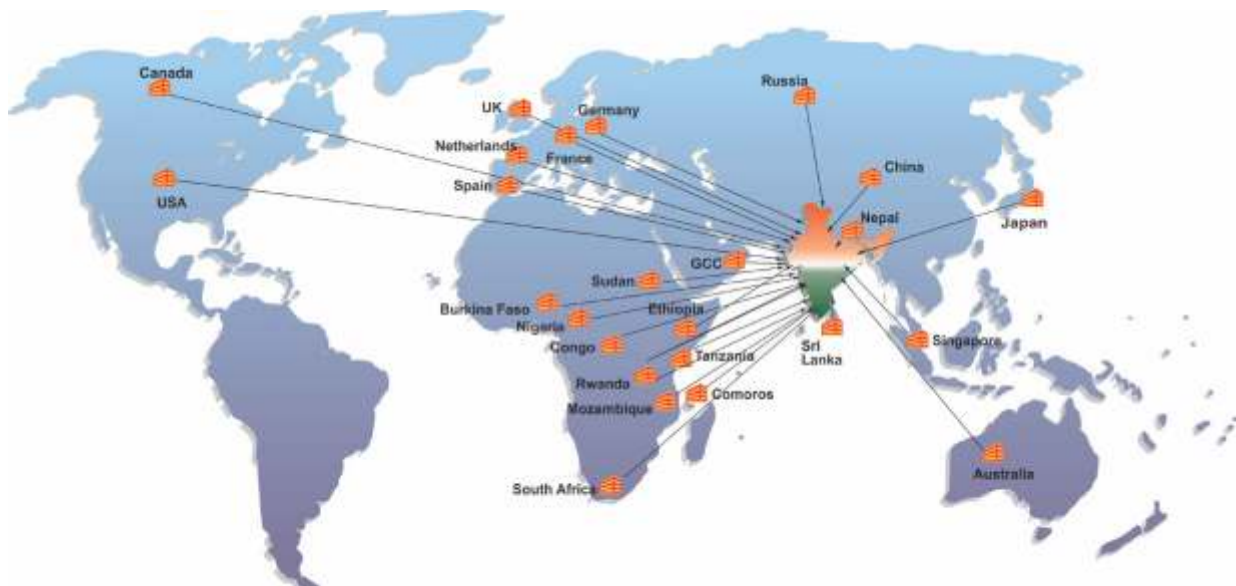 Canada
Russia
UK
Germany
Netherlands
France
China
Spain
USA
Nepal
Japan
GCC
Sudan
Burkina Faso
Ethiopia
Nigeria
Congo
Sri
Lanka
Singapore
Tanzania
Rwanda
Comoros
Mozambique
Australia
South Africa